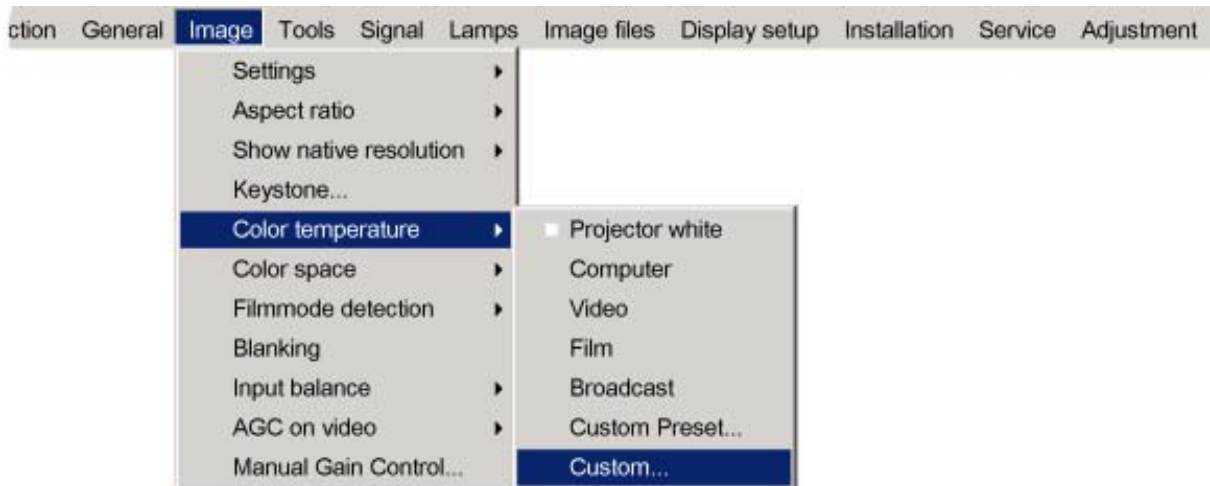 ction General Image Tools Signal Lamps Image files Display setup Installation Service Adjustment
Settings
Aspect ratio
Show native resolution
Keystone...
Color temperature
Color space
Filmmode detection
Blanking
Input balance
AGC on video
Manual Gain Control...
Projector white
Computer
Video
Film
Broadcast
Custom Preset...
Custom...